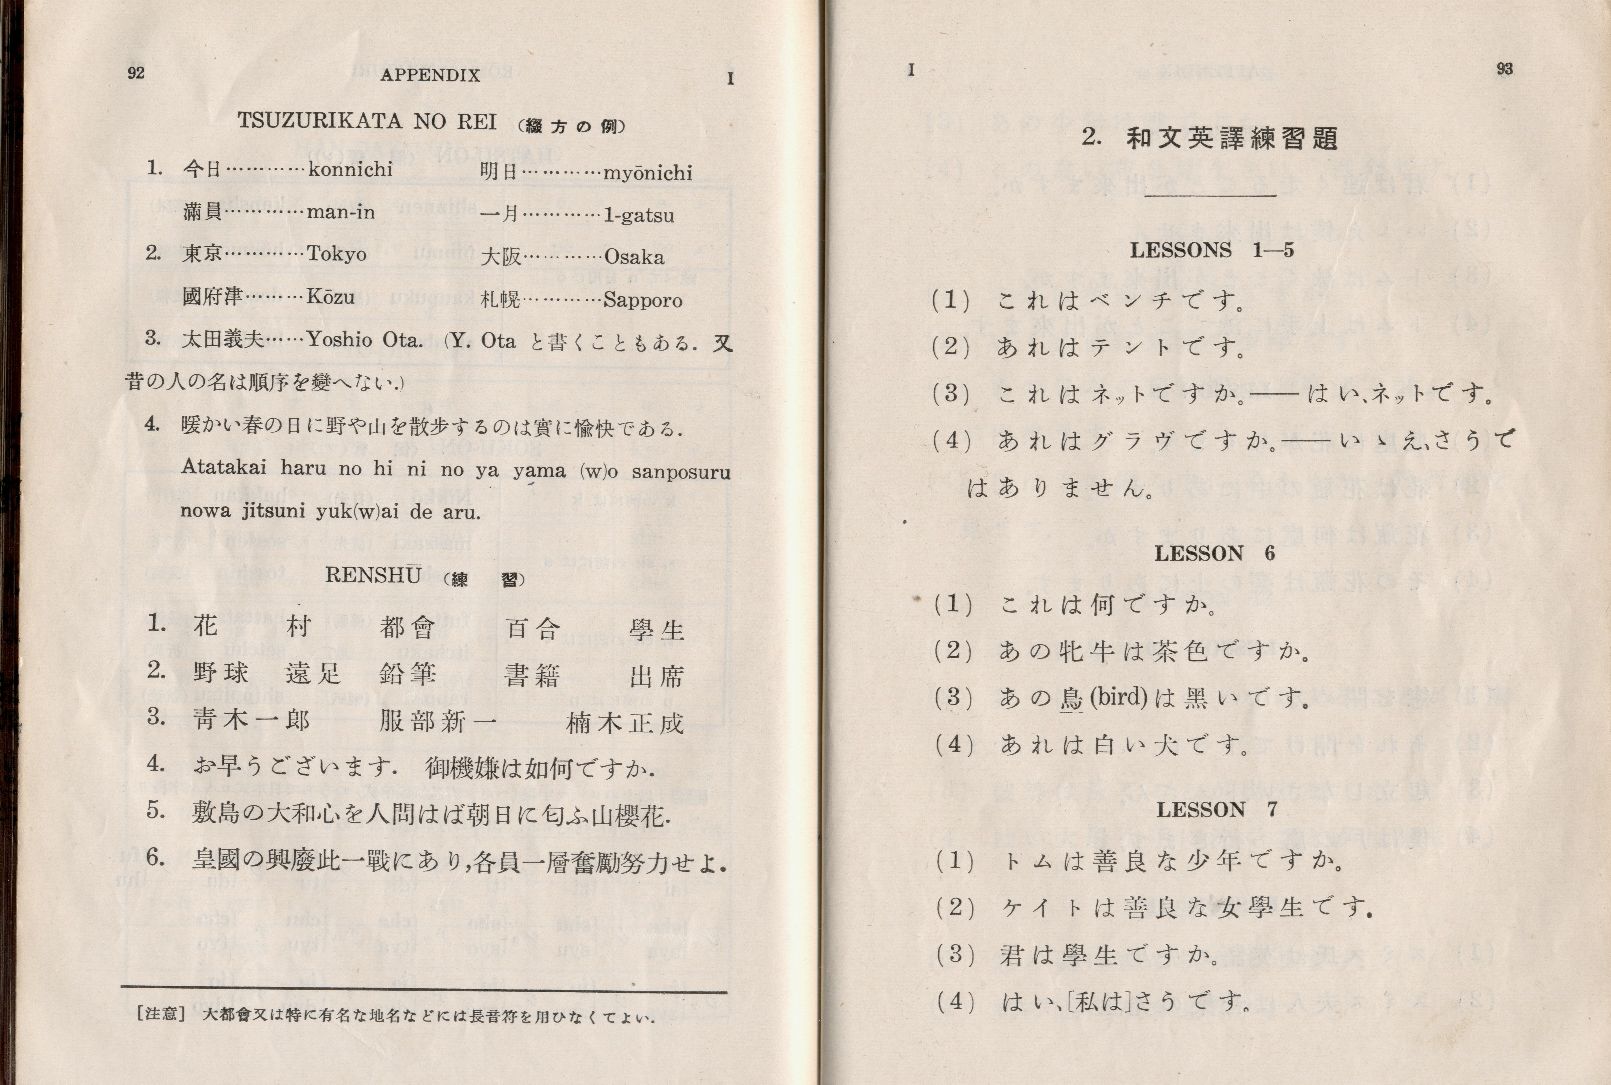 92 APPENDIX I
TSUZURIKATA NO REI (綴方の例)
1. 今日…………konnichi 明日…………myōnichi
滿員…………man-in 一月…………1-gatsu
2. 東京…………Tokyo 大阪…………Osaka
國府津………Kōzu 札幌…………Sapporo
3. 太田義夫……Yoshio Ota. (Y. Ota と書くこともある. 又
昔の人の名は順序を變へない.)
4. 暖かい春の日に野や山を散歩するのは實に愉快である.
Atatakai haru no hi ni no ya yama (w)o sanposuru
nowa jitsuni yuk(w)ai de aru.
RENSHŪ (練 習)
1. 花 村 都會 百合 學生
2. 野球 遠足 鉛筆 書籍 出席
3. 靑木一郎 服部新一 楠木正成
4. お早うございます. 御機嫌は如何ですか.
5. 敷島の大和心を人問はば朝日に匂ふ山櫻花.
6. 皇國の興廢此一戰にあり,各員一層奮勵努力せよ.
[注意] 大都會又は特に有名な地名などには長音符を用ひなくてよい.
I 93
2. 和文英譯練習題
LESSONS 1—5
(1) これはベンチです。
(2) あれはテントです。
(3) これはネットですか。——はい、ネットです。
(4) あれはグラヴですか。——いゝえ、さうで
はありません。
LESSON 6
(1) これは何ですか。
(2) あの牝牛は茶色ですか。
(3) あの鳥(bird)は黑いです。
(4) あれは白い犬です。
LESSON 7
(1) トムは善良な少年ですか。
(2) ケイトは善良な女學生です.
(3) 君は學生ですか。
(4) はい、[私は]さうです。